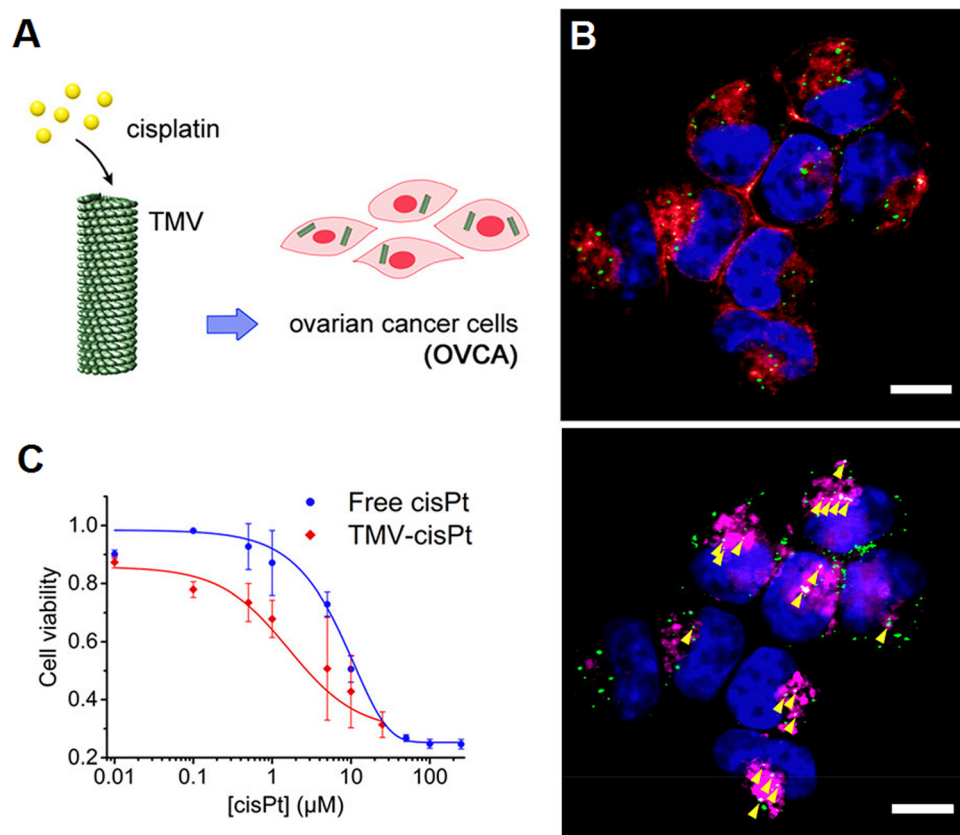 A
cisplatin
TMV
ovarian cancer cells
(OVCA)
B
C
Free cisPt
TMV-cisPt
Cell viability
1.0
0.8
0.6
0.4
0.2
0.01
0.1
1
10
100
[cisPt] (µM)